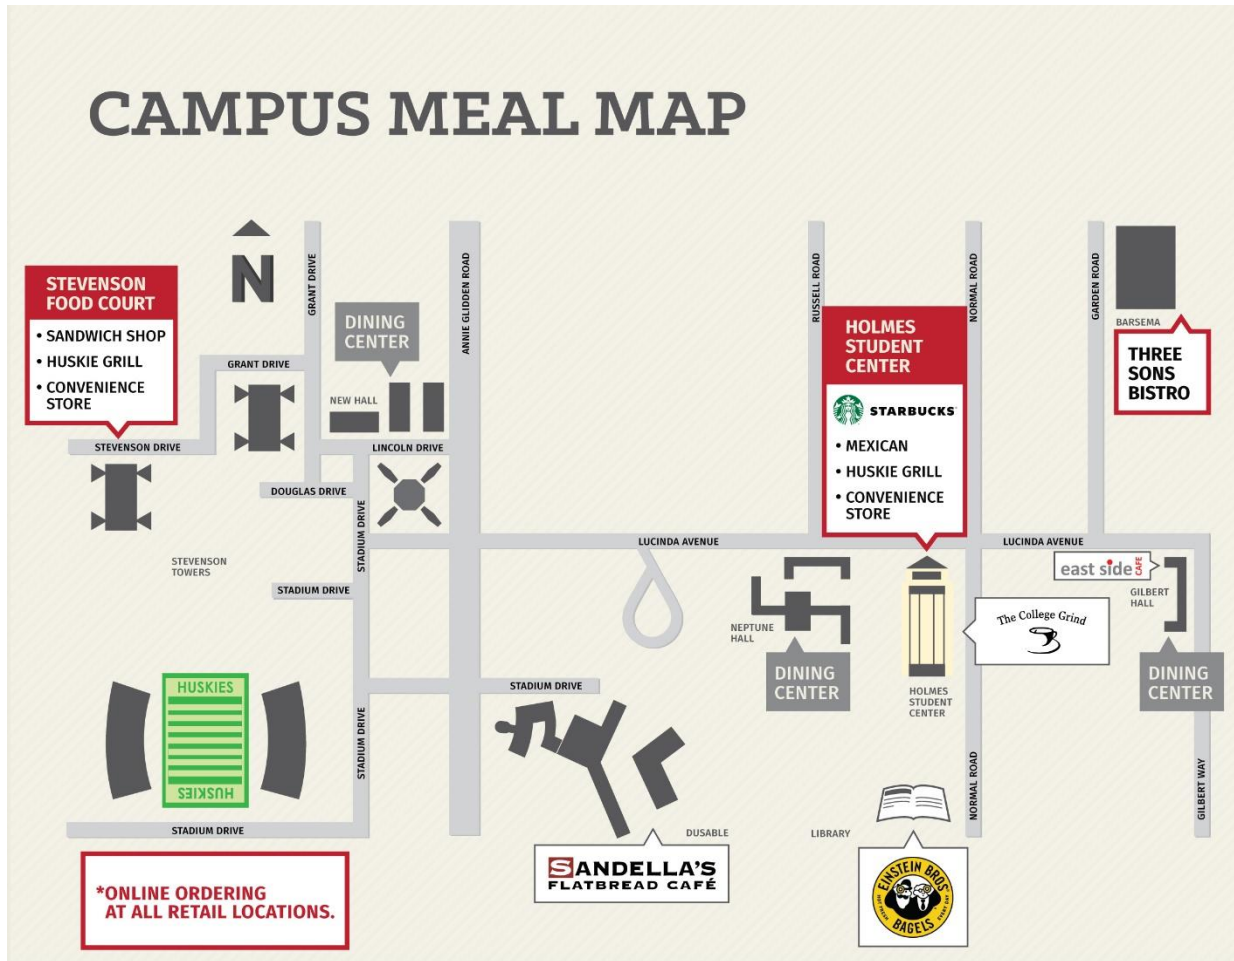 CAMPUS MEAL MAP
N
STEVENSON
FOOD COURT
• SANDWICH SHOP
• HUSKIE GRILL
• CONVENIENCE
STORE
GRANT DRIVE
GRANT DRIVE
DINING
CENTER
NEW HALL
ANNIE GLIDDEN ROAD
STEVENSON DRIVE
LINCOLN DRIVE
DOUGLAS DRIVE
STADIUM DRIVE
STEVENSON
TOWERS
STADIUM DRIVE
RUSSELL ROAD
HOLMES
STUDENT
CENTER
STARBUCKS
• MEXICAN
• HUSKIE GRILL
• CONVENIENCE
STORE
NORMAL ROAD
GARDEN ROAD
BARSEMA
THREE
SONS
BISTRO
LUCINDA AVENUE
LUCINDA AVENUE
east side CAFE
GILBERT
HALL
The College Grind
NEPTUNE
HALL
DINING
CENTER
HOLMES
STUDENT
CENTER
DINING
CENTER
STADIUM DRIVE
HUSKIES
HUSKIES
STADIUM DRIVE
STADIUM DRIVE
NORMAL ROAD
GILBERT WAY
DUSABLE
SANDELLA'S
FLATBREAD CAFÉ
LIBRARY
EINSTEIN BROS
BAGELS
*ONLINE ORDERING
AT ALL RETAIL LOCATIONS.